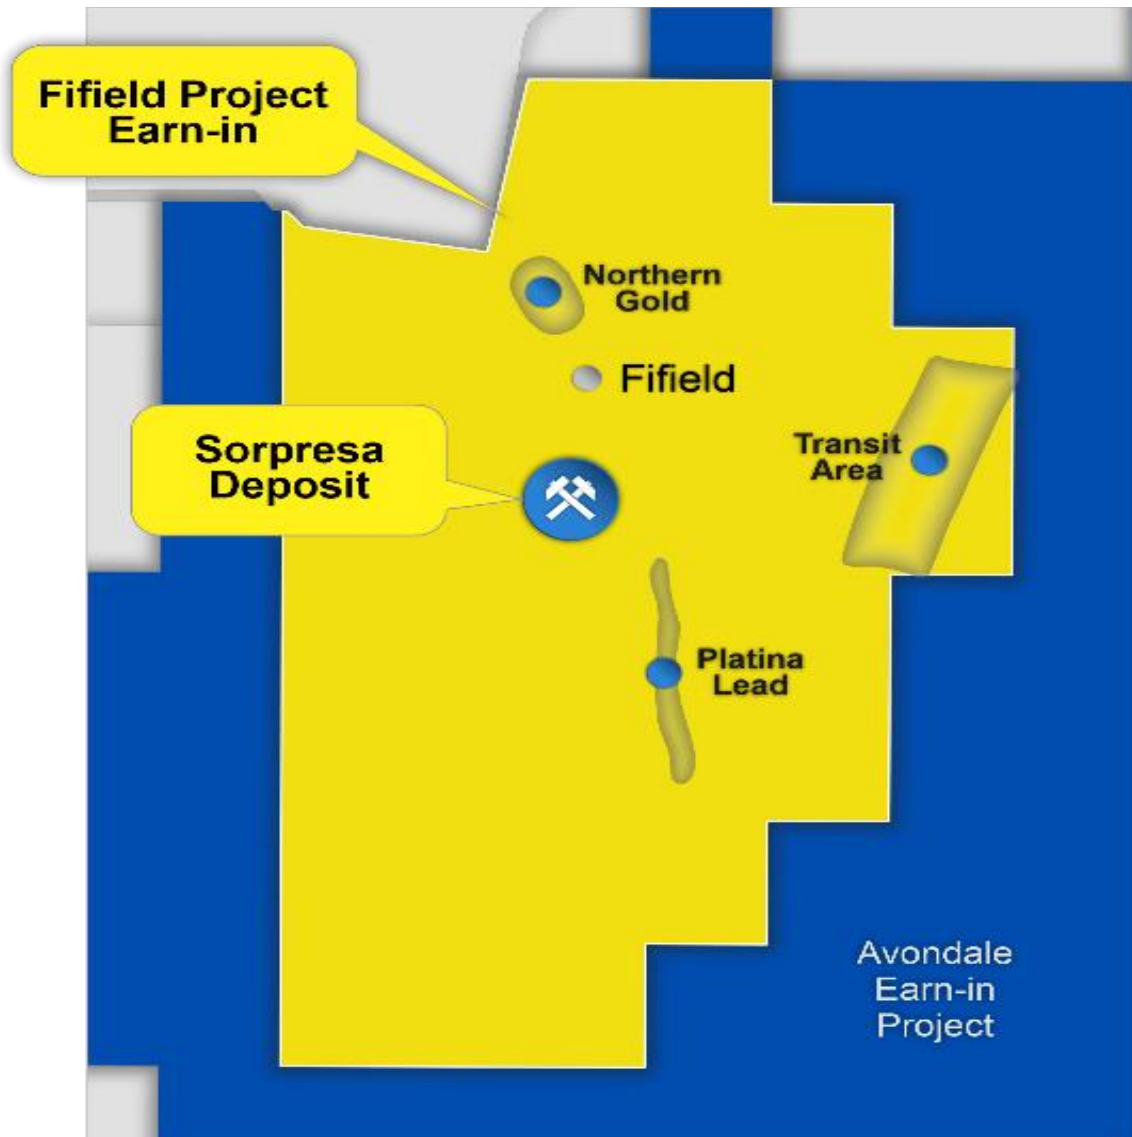 Fifield Project
Earn-in
Northern
Gold
Fifield
Sorpresa
Deposit
Transit
Area
Platina
Lead
Avondale
Earn-in
Project